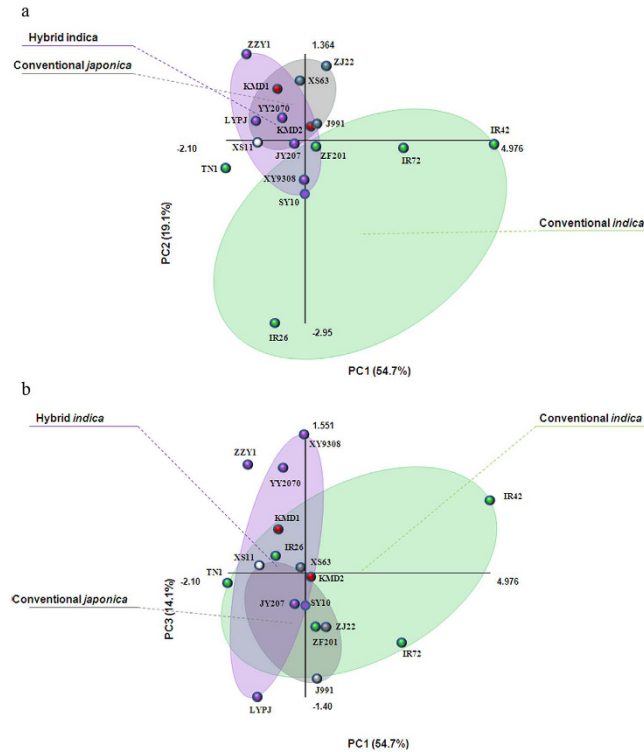 a
Hybrid indica
Conventional japonica
ZZY1
1.364
ZJ22
XS63
KMD1
YY2070
LYPJ
KMD2
J991
IR42
-2.10
XS11
JY207
ZF201
IR72
4.976
TN1
XY9308
SY10
Conventional indica
PC2 (19.1%)
IR26
-2.95
PC1 (54.7%)
b
Hybrid indica
Conventional indica
1.551
XY9308
ZZY1
YY2070
IR42
KMD1
IR26
XS11
XS63
TN1
-2.10
KMD2
4.976
Conventional japonica
PC3 (14.1%)
JY207
SY10
ZF201
ZJ22
IR72
J991
LYPJ
-1.40
PC1 (54.7%)